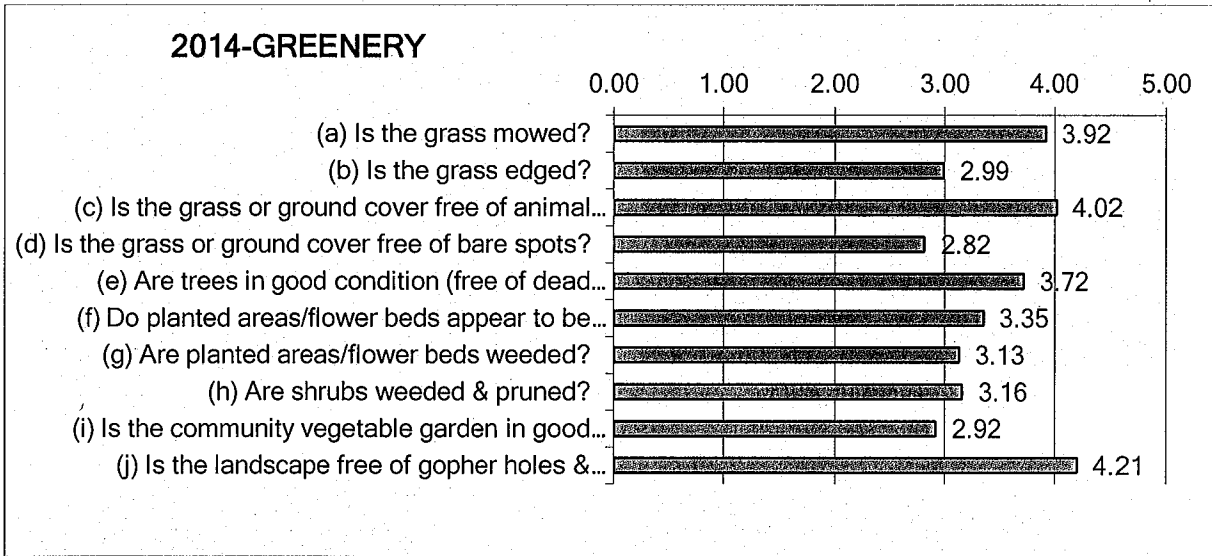 2014-GREENERY
0.00 1.00 2.00 3.00 4.00 5.00
(a) Is the grass mowed? 3.92
(b) Is the grass edged? 2.99
(c) Is the grass or ground cover free of animal... 4.02
(d) Is the grass or ground cover free of bare spots? 2.82
(e) Are trees in good condition (free of dead... 3.72
(f) Do planted areas/flower beds appear to be... 3.35
(g) Are planted areas/flower beds weeded? 3.13
(h) Are shrubs weeded & pruned? 3.16
(i) Is the community vegetable garden in good... 2.92
(j) Is the landscape free of gopher holes &... 4.21